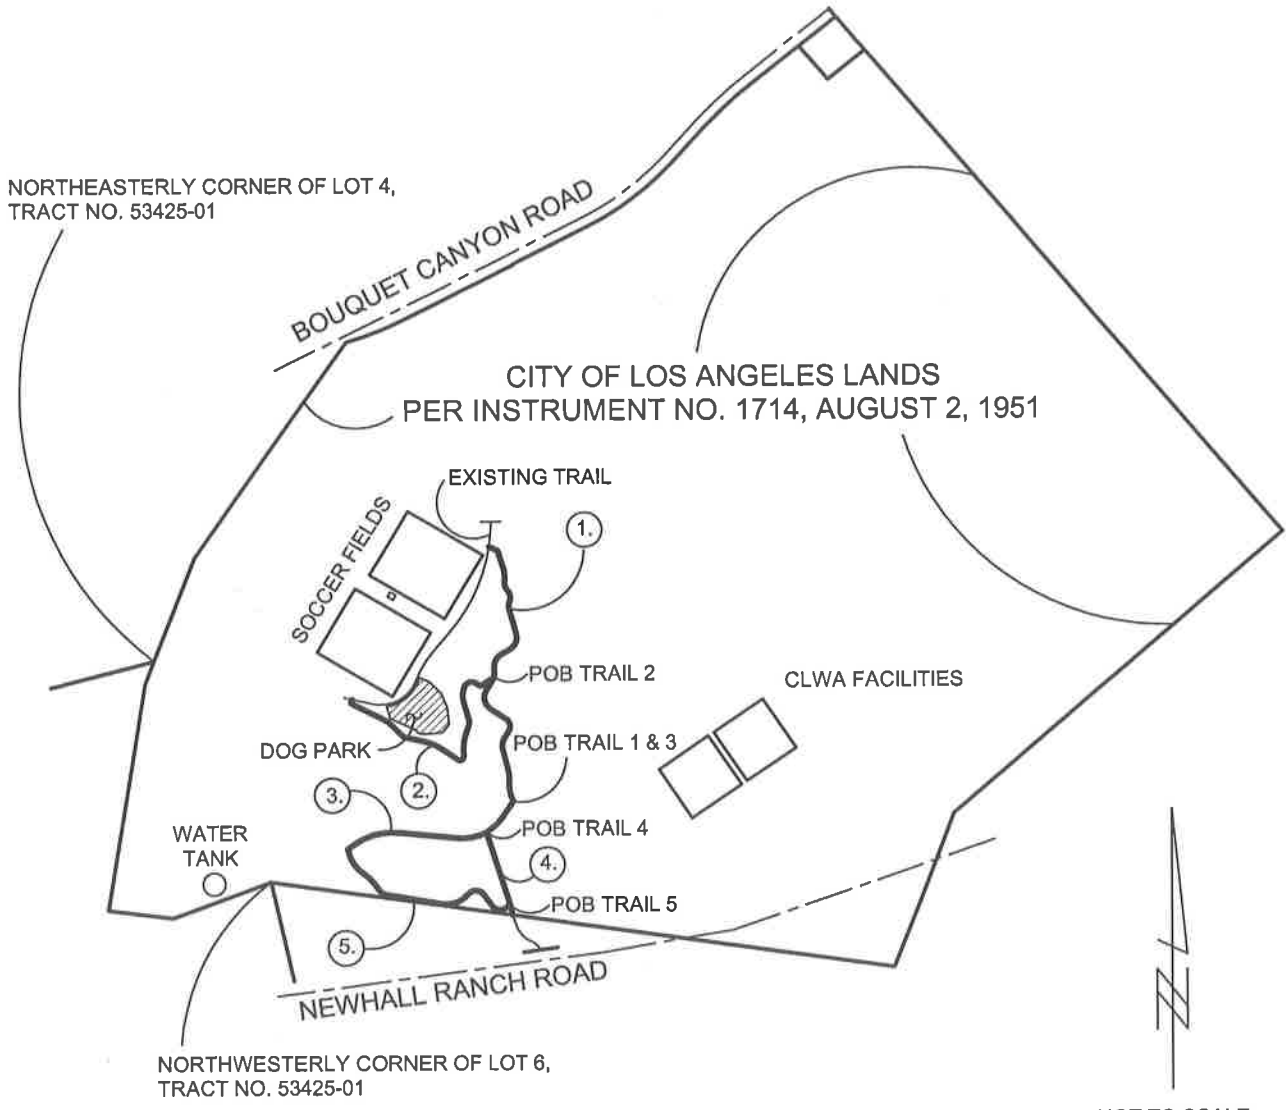 NORTHEASTERLY CORNER OF LOT 4,
TRACT NO. 53425-01
BOUQUET CANYON ROAD
CITY OF LOS ANGELES LANDS
PER INSTRUMENT NO. 1714, AUGUST 2, 1951
EXISTING TRAIL
1.
SOCCER FIELDS
POB TRAIL 2
CLWA FACILITIES
DOG PARK
POB TRAIL 1 & 3
2.
3.
WATER
TANK
POB TRAIL 4
4.
POB TRAIL 5
5.
NEWHALL RANCH ROAD
N
NORTHWESTERLY CORNER OF LOT 6,
TRACT NO. 53425-01